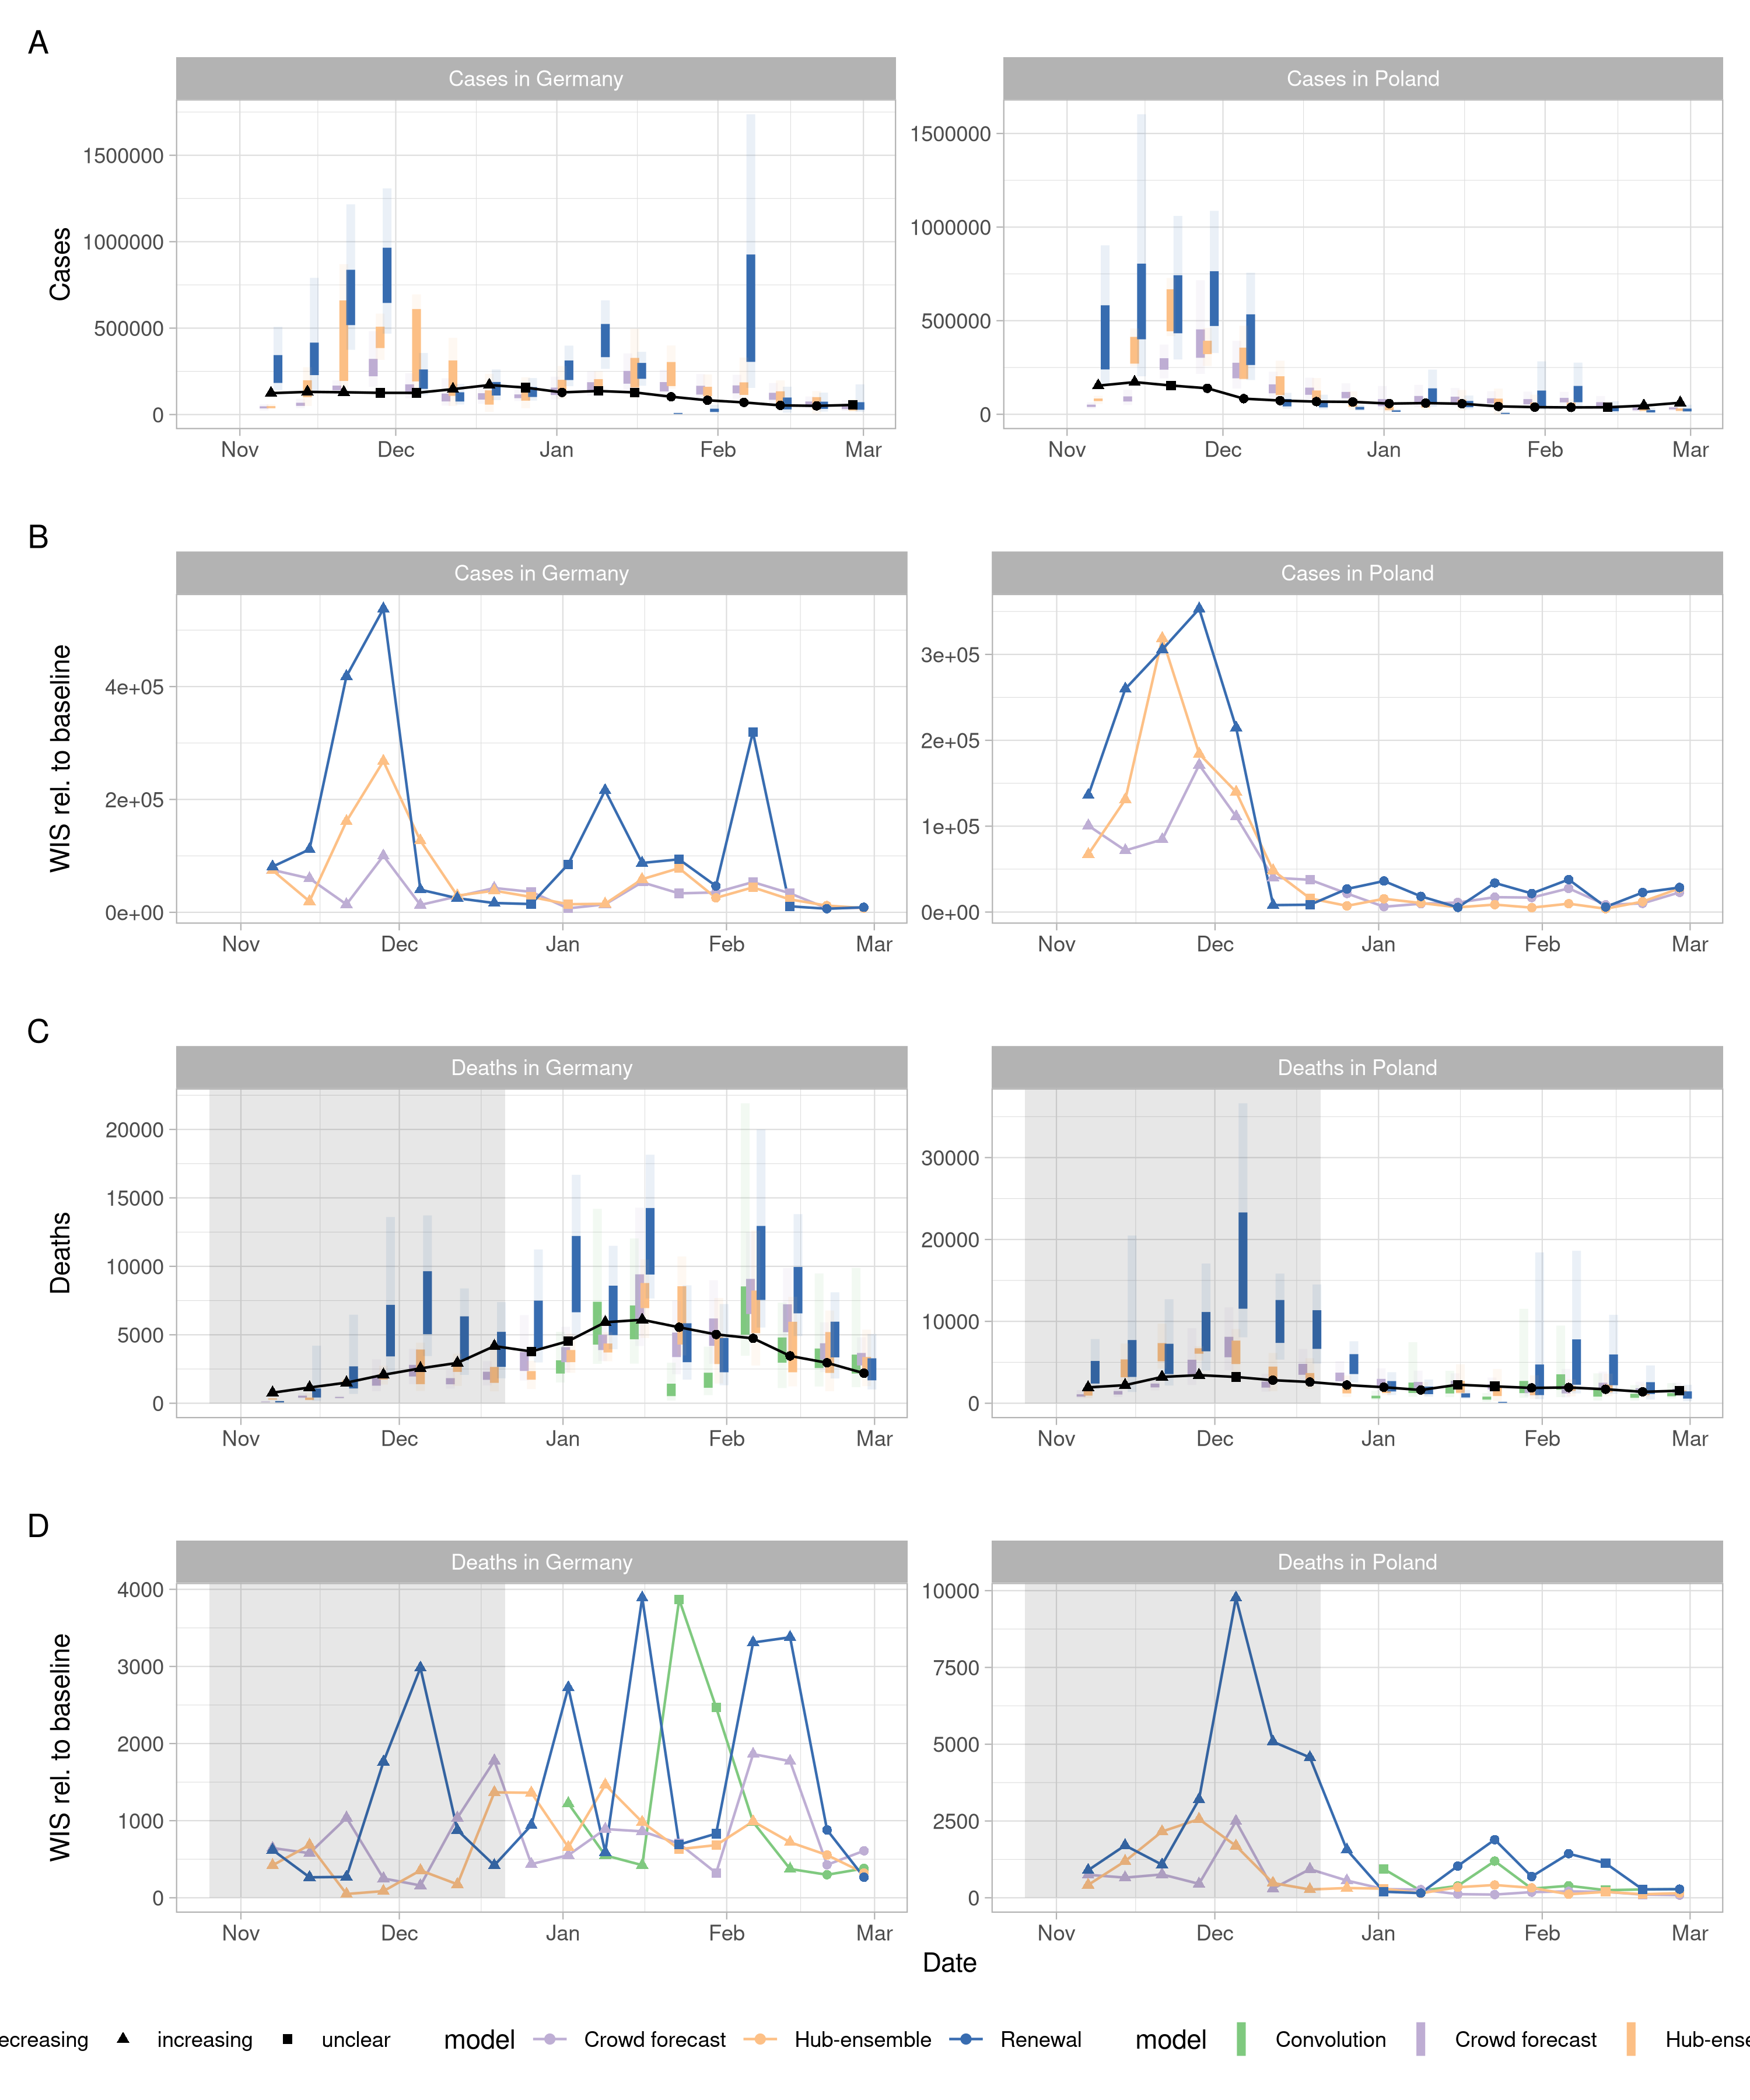 A
Cases in Germany
Cases in Poland
Cases
1500000
1000000
500000
0
1500000
1000000
500000
0
Nov Dec Jan Feb Mar
Nov Dec Jan Feb Mar
B
Cases in Germany
Cases in Poland
WIS rel. to baseline
4e+05
2e+05
0e+00
3e+05
2e+05
1e+05
0e+00
Nov Dec Jan Feb Mar
Nov Dec Jan Feb Mar
C
Deaths in Germany
Deaths in Poland
Deaths
20000
15000
10000
5000
0
30000
20000
10000
0
Nov Dec Jan Feb Mar
Nov Dec Jan Feb Mar
D
Deaths in Germany
Deaths in Poland
WIS rel. to baseline
4000
3000
2000
1000
0
10000
7500
5000
2500
0
Nov Dec Jan Feb Mar
Nov Dec Jan Feb Mar
Date
ecreasing increasing unclear model Crowd forecast Hub-ensemble Renewal model Convolution Crowd forecast Hub-ense